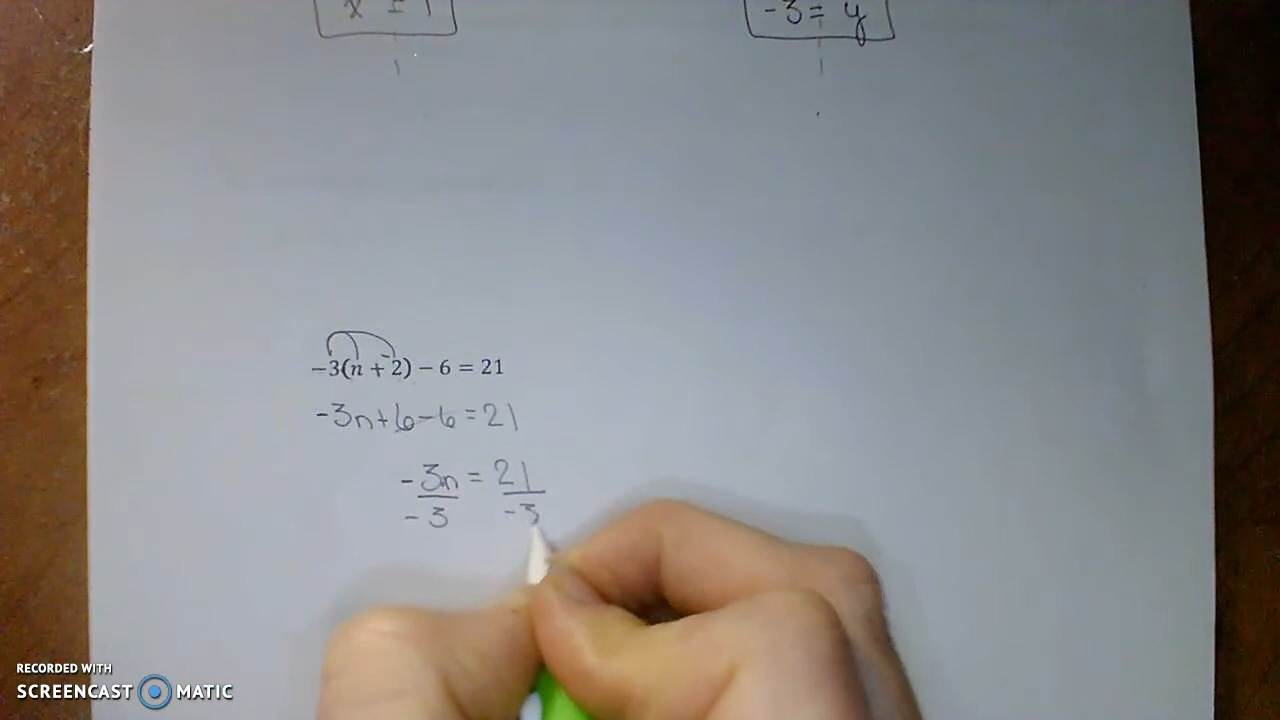 x = 1
-3 = y
−3(n + -2) − 6 = 21
-3n+6-6=21
-3n = 21
-3 -3
RECORDED WITH
SCREENCAST MATIC